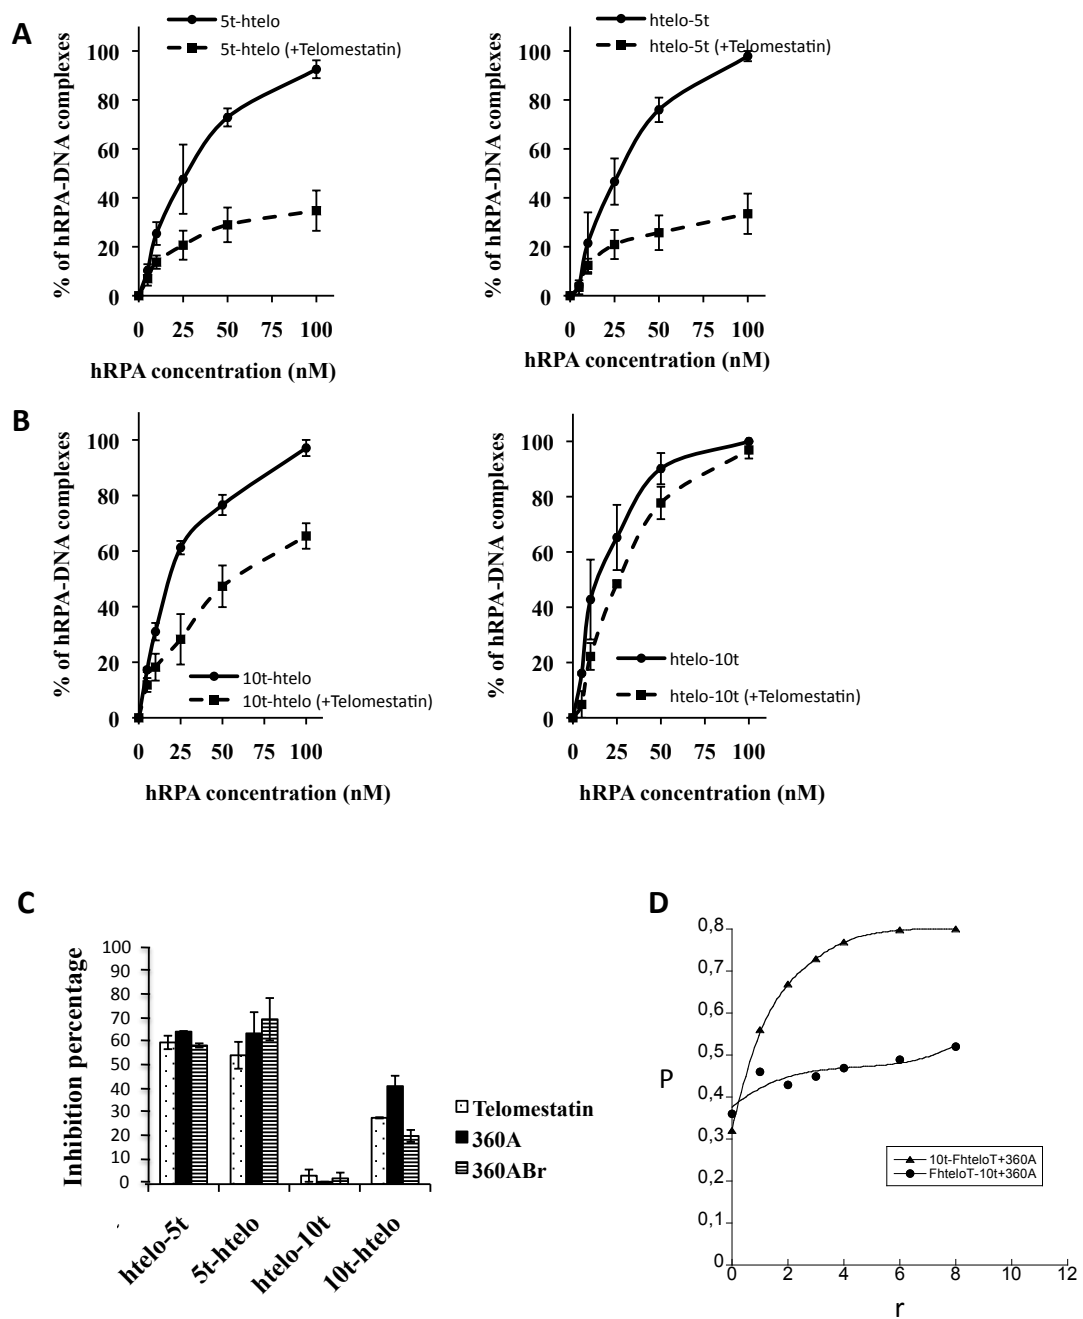 A
5t-htelo
5t-htelo (+Telomestatin)
% of hRPA-DNA complexes
100
80
60
40
20
0
0 25 50 75 100
hRPA concentration (nM)
htelo-5t
htelo-5t (+Telomestatin)
% of hRPA-DNA complexes
100
80
60
40
20
0
0 25 50 75 100
hRPA concentration (nM)
B
% of hRPA-DNA complexes
100
80
60
40
20
0
10t-htelo
10t-htelo (+Telomestatin)
0 25 50 75 100
hRPA concentration (nM)
% of hRPA-DNA complexes
100
80
60
40
20
0
htelo-10t
htelo-10t (+Telomestatin)
0 25 50 75 100
hRPA concentration (nM)
C
Inhibition percentage
100
90
80
70
60
50
40
30
20
10
0
htelo-5t
5t-htelo
htelo-10t
10t-htelo
Telomestatin
360A
360ABr
D
P
0,8
0,7
0,6
0,5
0,4
0,3
0,2
0,1
0
10t-FhteloT+360A
FhteloT-10t+360A
0 2 4 6 8 10 12
r